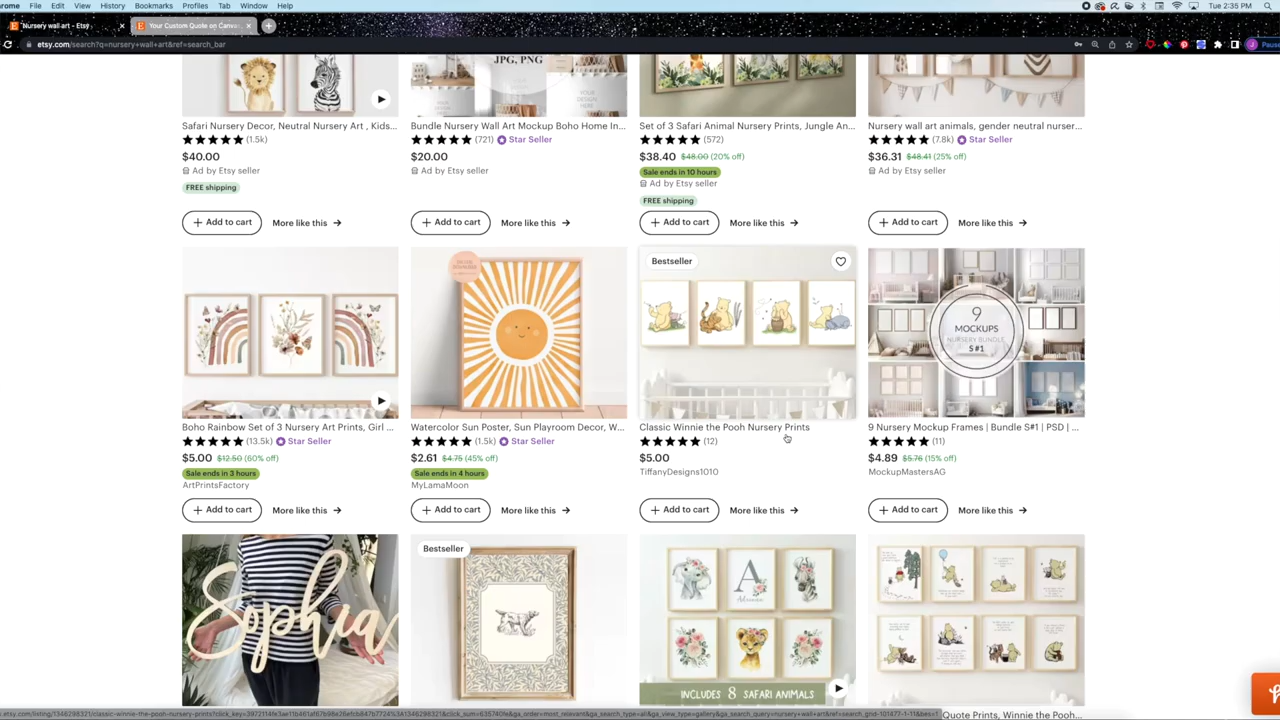 File Edit View History Bookmarks Profiles Tab Window Help
Tue 2:35 PM
Nursery wall art - Etsy
Your Custom Quote on Canvas
etsy.com/search?q=nursery+wall+art&ref=search_bar
JPG, PNG
YOUR DESIGN HERE
Safari Nursery Decor, Neutral Nursery Art , Kids...
(1.5k)
$40.00
Ad by Etsy seller
FREE shipping
Add to cart
More like this
Bundle Nursery Wall Art Mockup Boho Home In...
(721) Star Seller
$20.00
Ad by Etsy seller
Add to cart
More like this
Set of 3 Safari Animal Nursery Prints, Jungle An...
(572)
$38.40 $48.00 (20% off)
Sale ends in 10 hours
Ad by Etsy seller
FREE shipping
Add to cart
More like this
Nursery wall art animals, gender neutral nurser...
(7.8k) Star Seller
$36.31 $48.41 (25% off)
Ad by Etsy seller
Add to cart
More like this
Boho Rainbow Set of 3 Nursery Art Prints, Girl ...
(13.5k) Star Seller
$5.00 $12.50 (60% off)
Sale ends in 3 hours
ArtPrintsFactory
Add to cart
More like this
Watercolor Sun Poster, Sun Playroom Decor, W...
(1.5k) Star Seller
$2.61 $4.75 (45% off)
Sale ends in 4 hours
MyLamaMoon
Add to cart
More like this
Bestseller
Classic Winnie the Pooh Nursery Prints
(12)
$5.00
TiffanyDesigns1010
Add to cart
More like this
9
MOCKUPS
NURSERY BUNDLE
S#1
9 Nursery Mockup Frames | Bundle S#1 | PSD | ...
(11)
$4.89 $5.76 (15% off)
MockupMastersAG
Add to cart
More like this
Sophia
Bestseller
A
INCLUDES 8 SAFARI ANIMALS
Quote Prints, Winnie the Pooh...